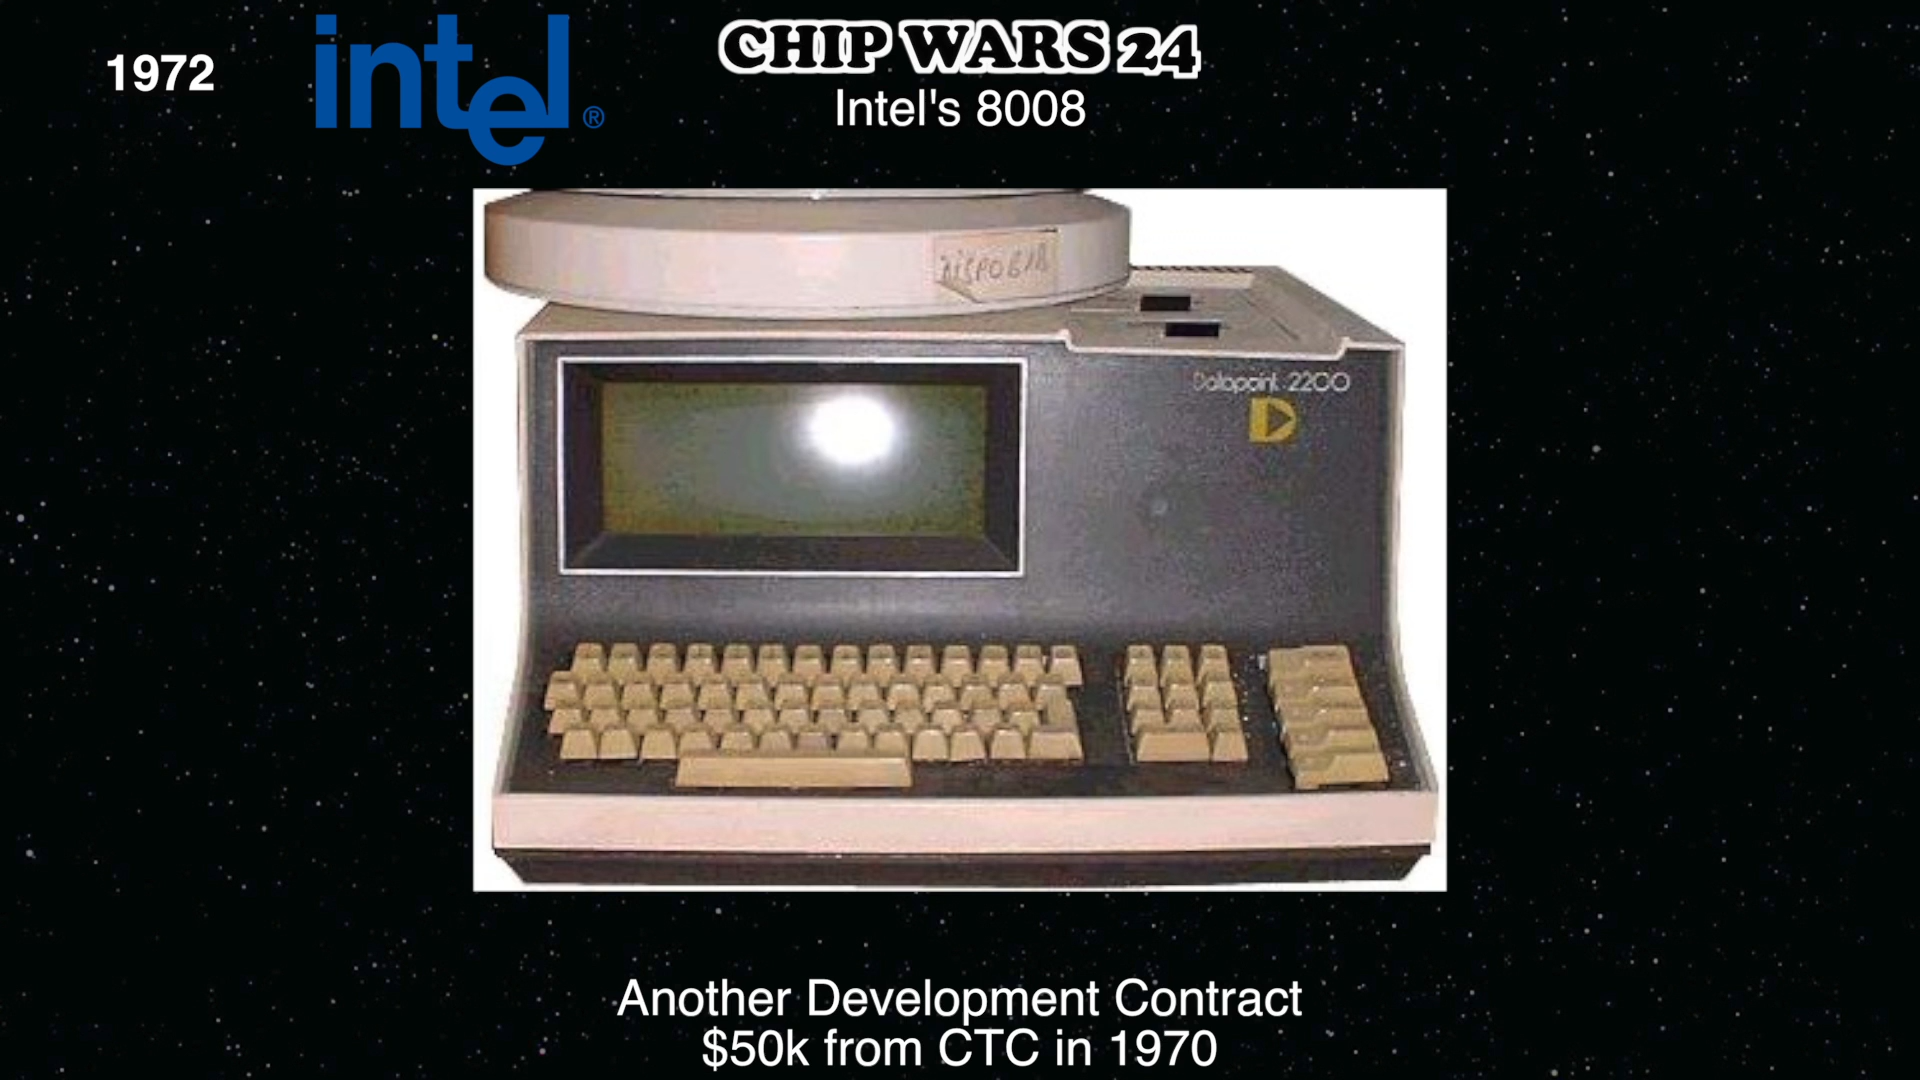 1972
intel®
CHIP WARS 24
Intel's 8008
Datapoint 2200
Another Development Contract
$50k from CTC in 1970